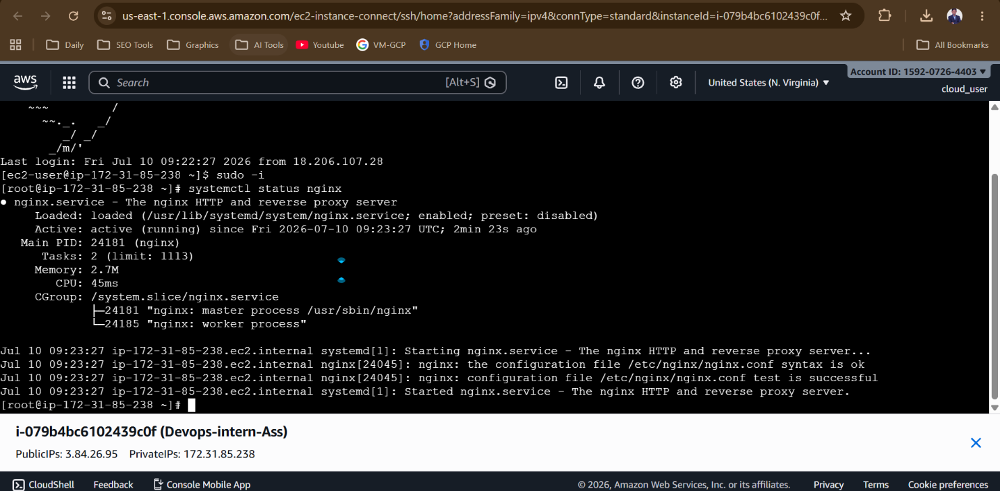 us-east-1.console.aws.amazon.com/ec2-instance-connect/ssh/home?addressFamily=ipv4&connType=standard&instanceId=i-079b4bc6102439c0f...
Daily SEO Tools Graphics AI Tools Youtube VM-GCP GCP Home All Bookmarks
aws Search [Alt+S] United States (N. Virginia) ▼ Account ID: 1592-0726-4403 ▼
cloud_user
~~~ /
~~._. _/
_/ _/
_/m/'
Last login: Fri Jul 10 09:22:27 2026 from 18.206.107.28
[ec2-user@ip-172-31-85-238 ~]$ sudo -i
[root@ip-172-31-85-238 ~]# systemctl status nginx
● nginx.service - The nginx HTTP and reverse proxy server
Loaded: loaded (/usr/lib/systemd/system/nginx.service; enabled; preset: disabled)
Active: active (running) since Fri 2026-07-10 09:23:27 UTC; 2min 23s ago
Main PID: 24181 (nginx)
Tasks: 2 (limit: 1113)
Memory: 2.7M
CPU: 45ms
CGroup: /system.slice/nginx.service
├─24181 "nginx: master process /usr/sbin/nginx"
└─24185 "nginx: worker process"
Jul 10 09:23:27 ip-172-31-85-238.ec2.internal systemd[1]: Starting nginx.service - The nginx HTTP and reverse proxy server...
Jul 10 09:23:27 ip-172-31-85-238.ec2.internal nginx[24045]: nginx: the configuration file /etc/nginx/nginx.conf syntax is ok
Jul 10 09:23:27 ip-172-31-85-238.ec2.internal nginx[24045]: nginx: configuration file /etc/nginx/nginx.conf test is successful
Jul 10 09:23:27 ip-172-31-85-238.ec2.internal systemd[1]: Started nginx.service - The nginx HTTP and reverse proxy server.
[root@ip-172-31-85-238 ~]#
i-079b4bc6102439c0f (Devops-intern-Ass)
PublicIPs: 3.84.26.95 PrivateIPs: 172.31.85.238
CloudShell Feedback Console Mobile App © 2026, Amazon Web Services, Inc. or its affiliates. Privacy Terms Cookie preferences